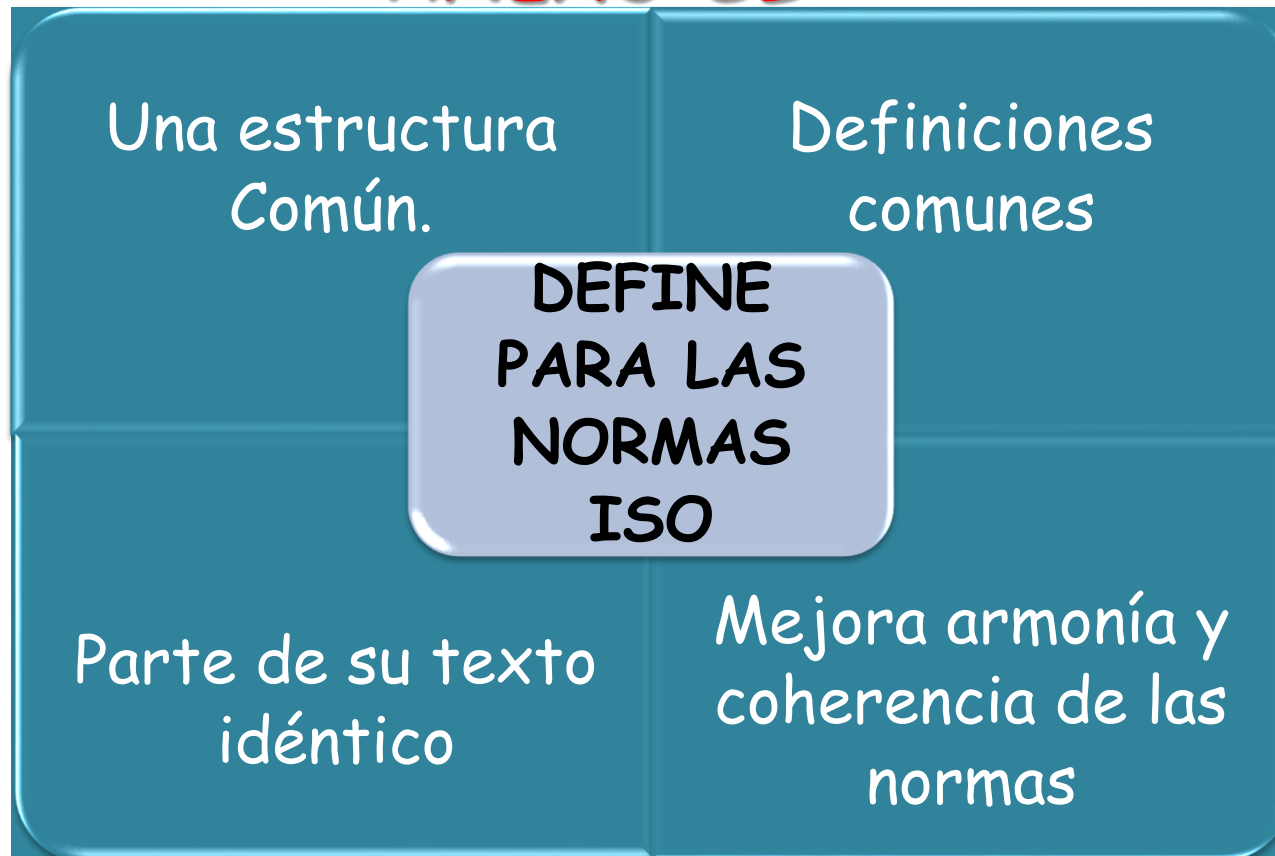 Una estructura
Común.
Definiciones
comunes
DEFINE
PARA LAS
NORMAS
ISO
Parte de su texto
idéntico
Mejora armonía y
coherencia de las
normas